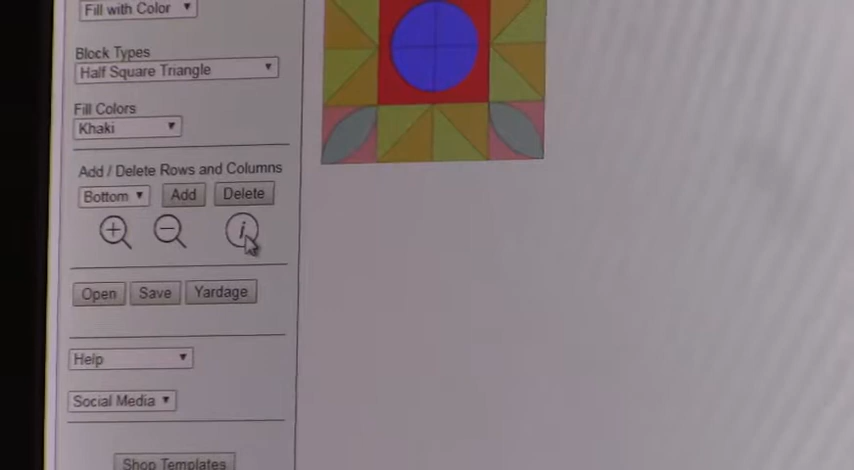 Fill with Color
Block Types
Half Square Triangle
Fill Colors
Khaki
Add / Delete Rows and Columns
Bottom Add Delete
i
Open Save Yardage
Help
Social Media
Shop Templates